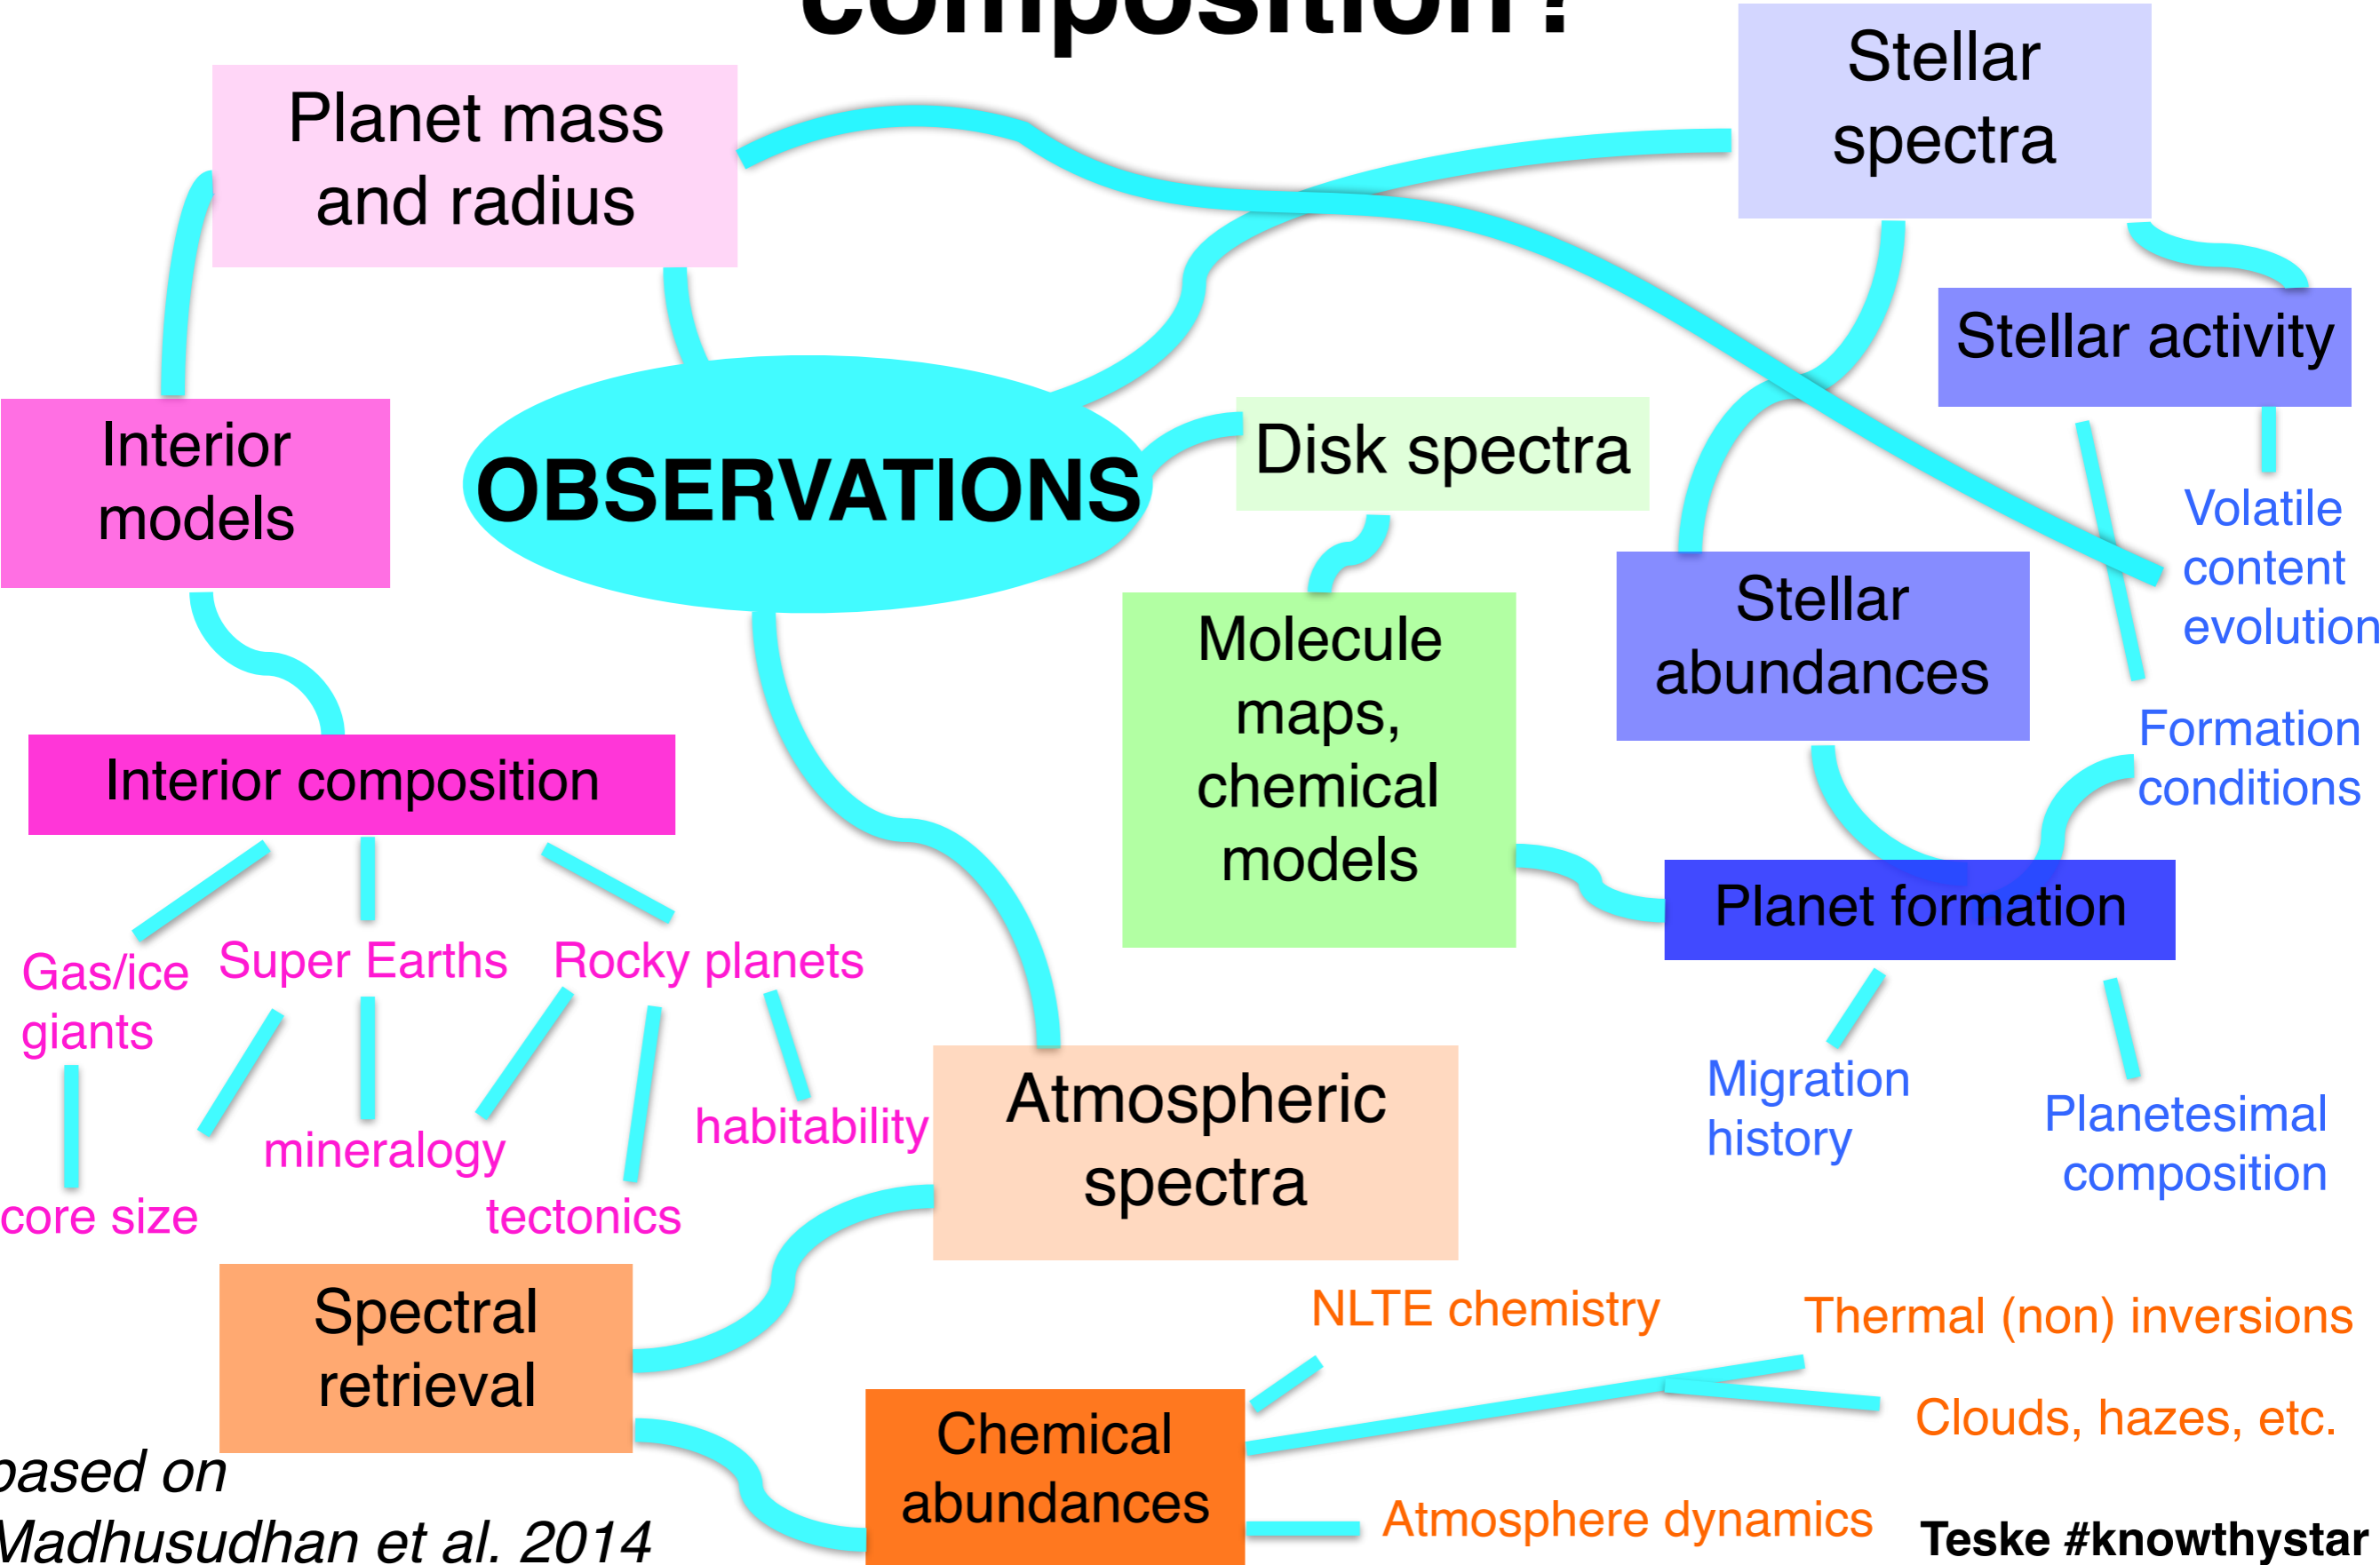 composition?
Planet mass
and radius
Stellar
spectra
Stellar activity
Interior
models
OBSERVATIONS
Disk spectra
Volatile
content
evolution
Stellar
abundances
Molecule
maps,
chemical
models
Formation
conditions
Interior composition
Planet formation
Gas/ice
giants
Super Earths
Rocky planets
Migration
history
Planetesimal
composition
habitability
mineralogy
core size
tectonics
Atmospheric
spectra
Spectral
retrieval
NLTE chemistry
Thermal (non) inversions
Clouds, hazes, etc.
Chemical
abundances
Atmosphere dynamics
based on
Madhusudhan et al. 2014
Teske #knowthystar